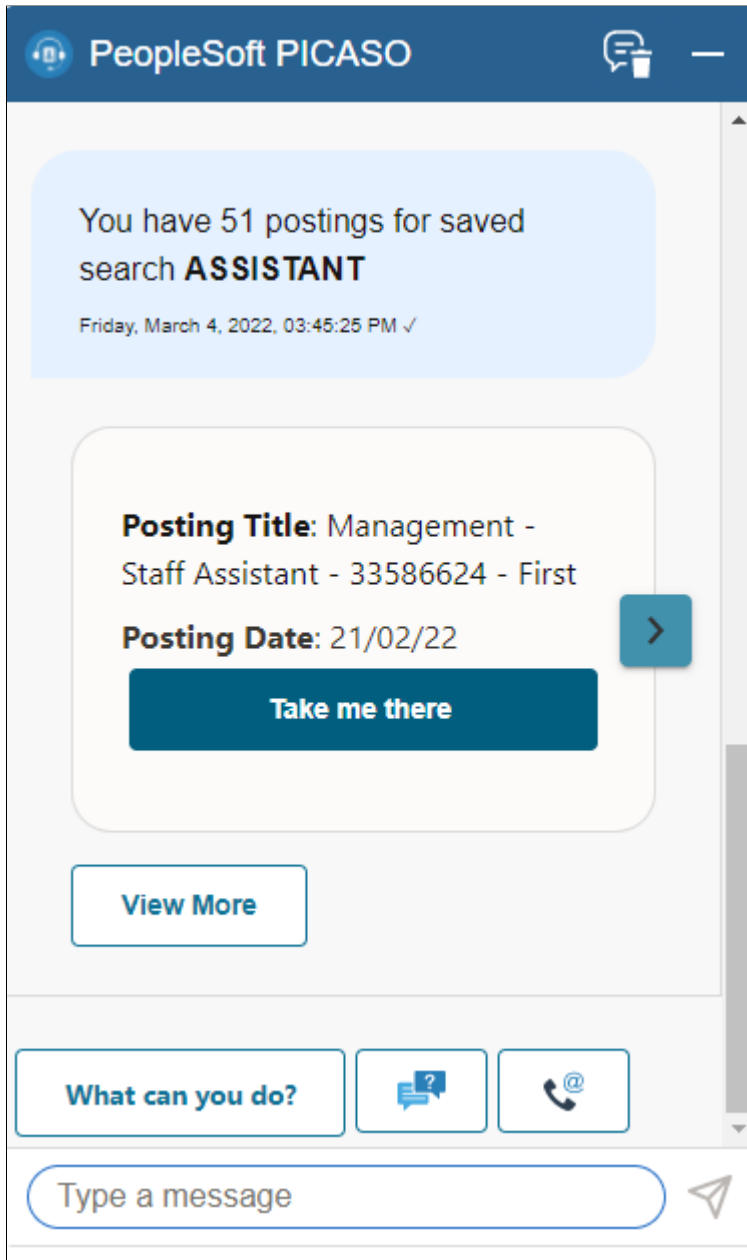 PeopleSoft PICASO
You have 51 postings for saved
search ASSISTANT
Friday, March 4, 2022, 03:45:25 PM ✓
Posting Title: Management -
Staff Assistant - 33586624 - First
Posting Date: 21/02/22
Take me there
View More
What can you do?
?
@
Type a message